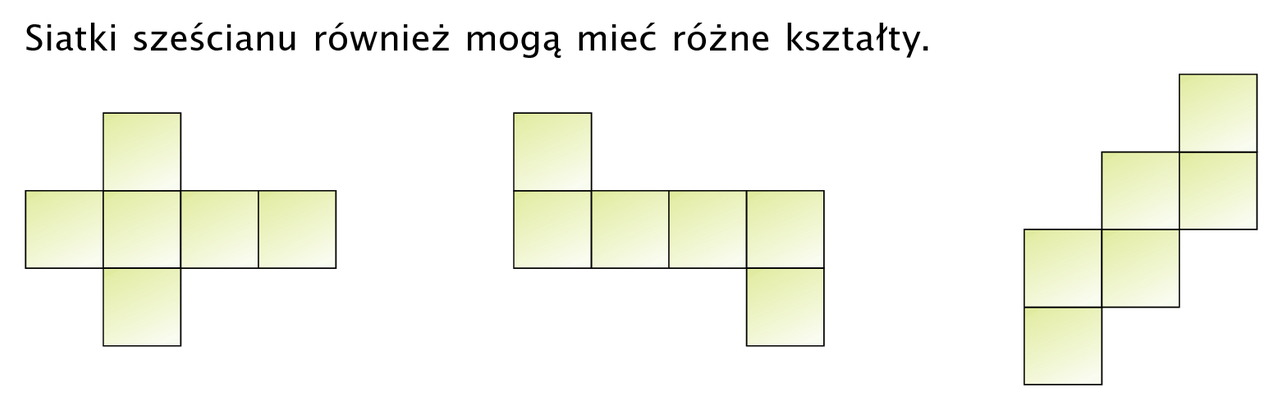 Siatki sześcianu również mogą mieć różne kształty.